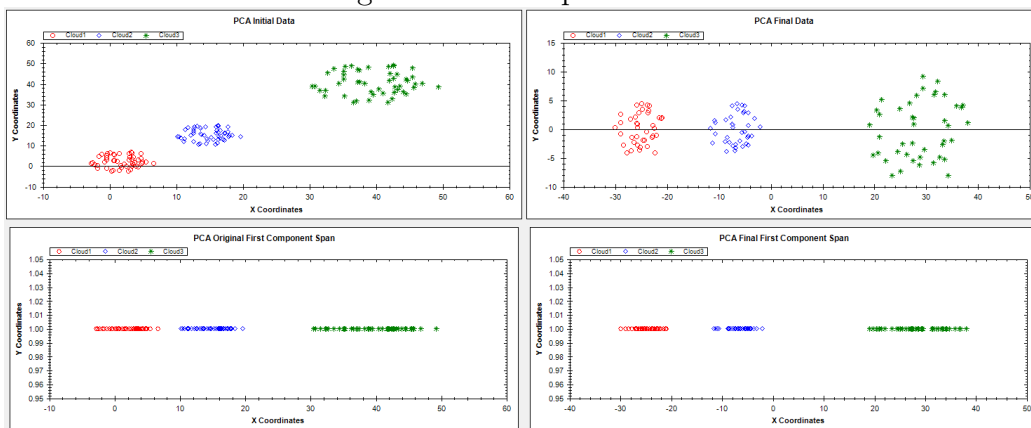 PCA Initial Data
Cloud1 Cloud2 Cloud3
Y Coordinates
60
50
40
30
20
10
0
-10
-10 0 10 20 30 40 50 60
X Coordinates
PCA Final Data
Cloud1 Cloud2 Cloud3
Y Coordinates
15
10
5
0
-5
-10
-40 -30 -20 -10 0 10 20 30 40 50
X Coordinates
PCA Original First Component Span
Cloud1 Cloud2 Cloud3
Y Coordinates
1.05
1.04
1.03
1.02
1.01
1.00
0.99
0.98
0.97
0.96
0.95
-10 0 10 20 30 40 50 60
X Coordinates
PCA Final First Component Span
Cloud1 Cloud2 Cloud3
Y Coordinates
1.05
1.04
1.03
1.02
1.01
1.00
0.99
0.98
0.97
0.96
0.95
-40 -30 -20 -10 0 10 20 30 40 50 60
X Coordinates